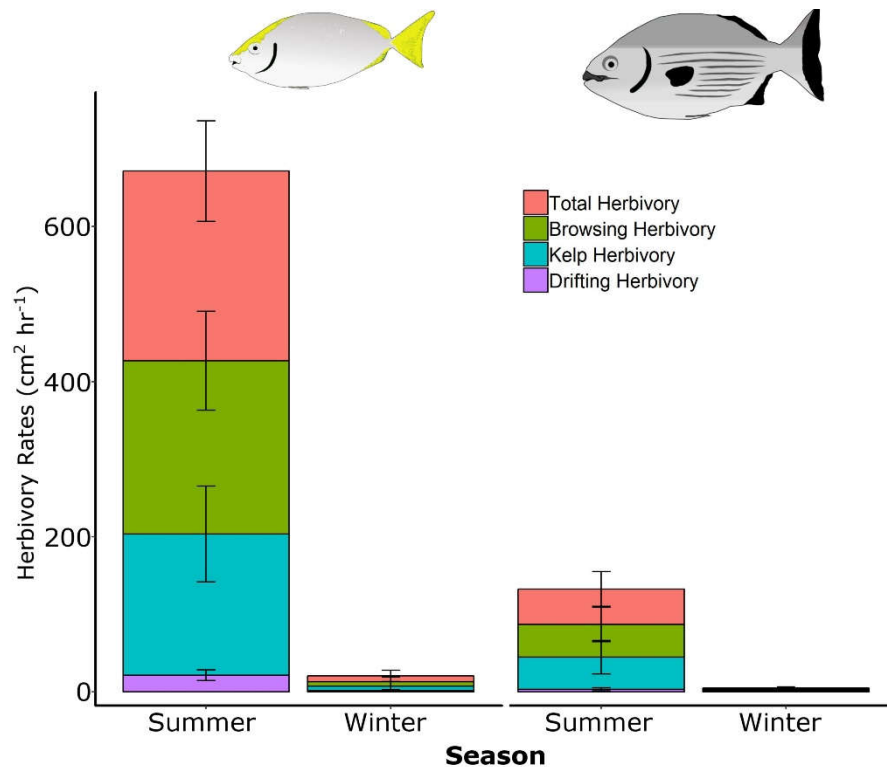 Total Herbivory
Browsing Herbivory
Kelp Herbivory
Drifting Herbivory
Herbivory Rates (cm² hr⁻¹)
600
400
200
0
Summer Winter Summer Winter
Season